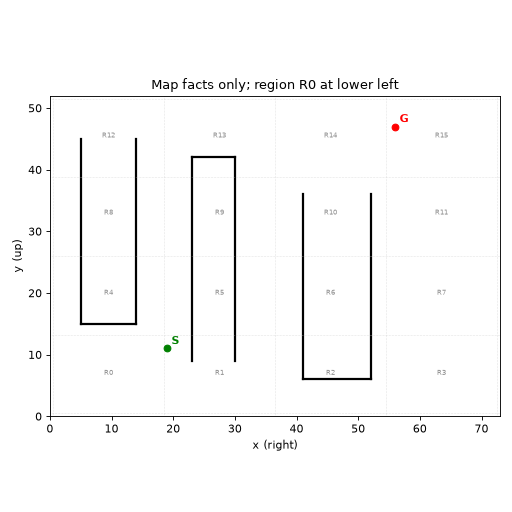 Map facts only; region R0 at lower left
y (up)
50
40
30
20
10
0
R12
R13
R14
R15
G
R8
R9
R10
R11
R4
R5
R6
R7
S
R0
R1
R2
R3
0 10 20 30 40 50 60 70
x (right)